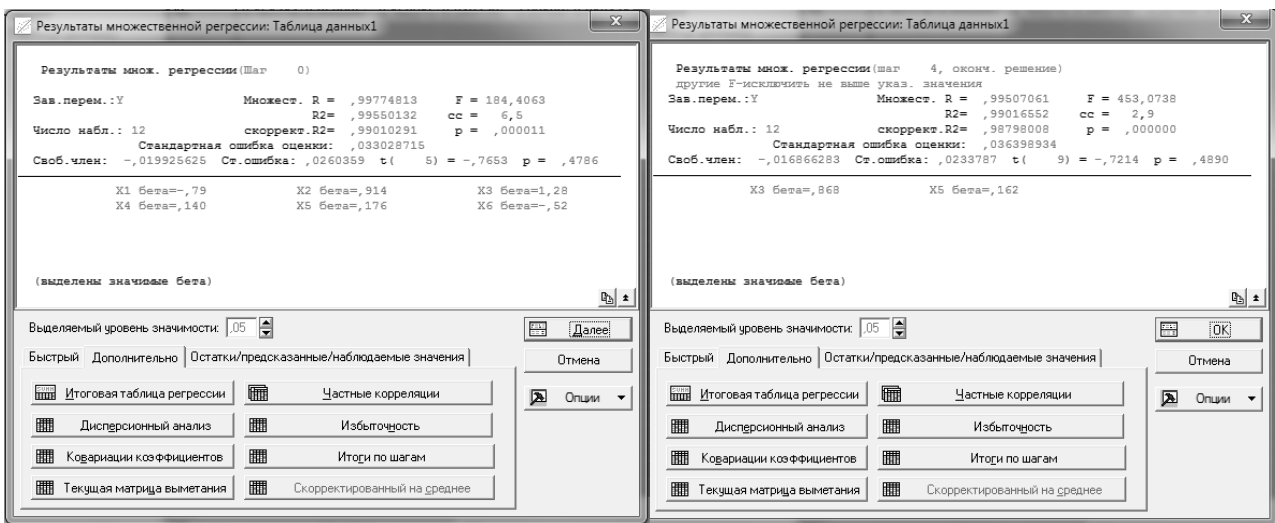 Результаты множественной регрессии: Таблица данных1
Результаты множ. регрессии(Шаг 0)
Зав.перем.:Y Множест. R = ,99774813 F = 184,4063
R2= ,99550132 сс = 6,5
Число набл.: 12 скоррект.R2= ,99010291 p = ,000011
Стандартная ошибка оценки: ,033028715
Своб.член: -,019925625 Ст.ошибка: ,0260359 t( 5) = -,7653 p = ,4786
X1 бета=-,79 X2 бета=,914 X3 бета=1,28
X4 бета=,140 X5 бета=,176 X6 бета=-,52
(выделены значимые бета)
Выделяемый уровень значимости: ,05
Далее
Быстрый Дополнительно Остатки/предсказанные/наблюдаемые значения
Отмена
Итоговая таблица регрессии Частные корреляции
Опции
Дисперсионный анализ Избыточность
Ковариации коэффициентов Итоги по шагам
Текущая матрица выметания Скорректированный на среднее
Результаты множественной регрессии: Таблица данных1
Результаты множ. регрессии(шаг 4, оконч. решение)
другие F-исключить не выше указ. значения
Зав.перем.:Y Множест. R = ,99507061 F = 453,0738
R2= ,99016552 сс = 2,9
Число набл.: 12 скоррект.R2= ,98798008 p = ,000000
Стандартная ошибка оценки: ,036398934
Своб.член: -,016866283 Ст.ошибка: ,0233787 t( 9) = -,7214 p = ,4890
X3 бета=,868 X5 бета=,162
(выделены значимые бета)
Выделяемый уровень значимости: ,05
OK
Быстрый Дополнительно Остатки/предсказанные/наблюдаемые значения
Отмена
Итоговая таблица регрессии Частные корреляции
Опции
Дисперсионный анализ Избыточность
Ковариации коэффициентов Итоги по шагам
Текущая матрица выметания Скорректированный на среднее